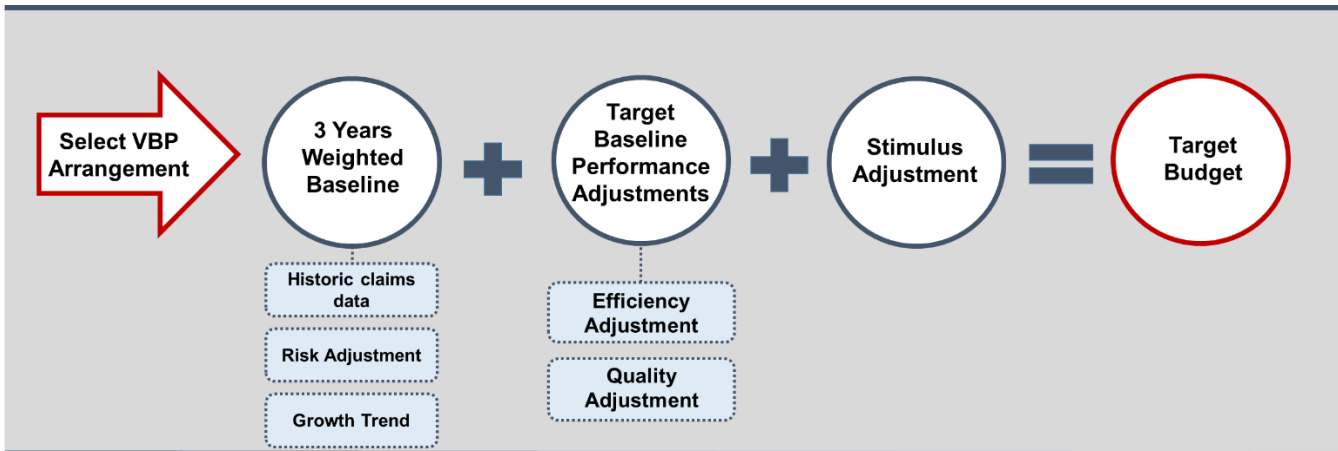 Select VBP
Arrangement
3 Years
Weighted
Baseline
Target
Baseline
Performance
Adjustments
Stimulus
Adjustment
Target
Budget
Historic claims
data
Risk Adjustment
Growth Trend
Efficiency
Adjustment
Quality
Adjustment